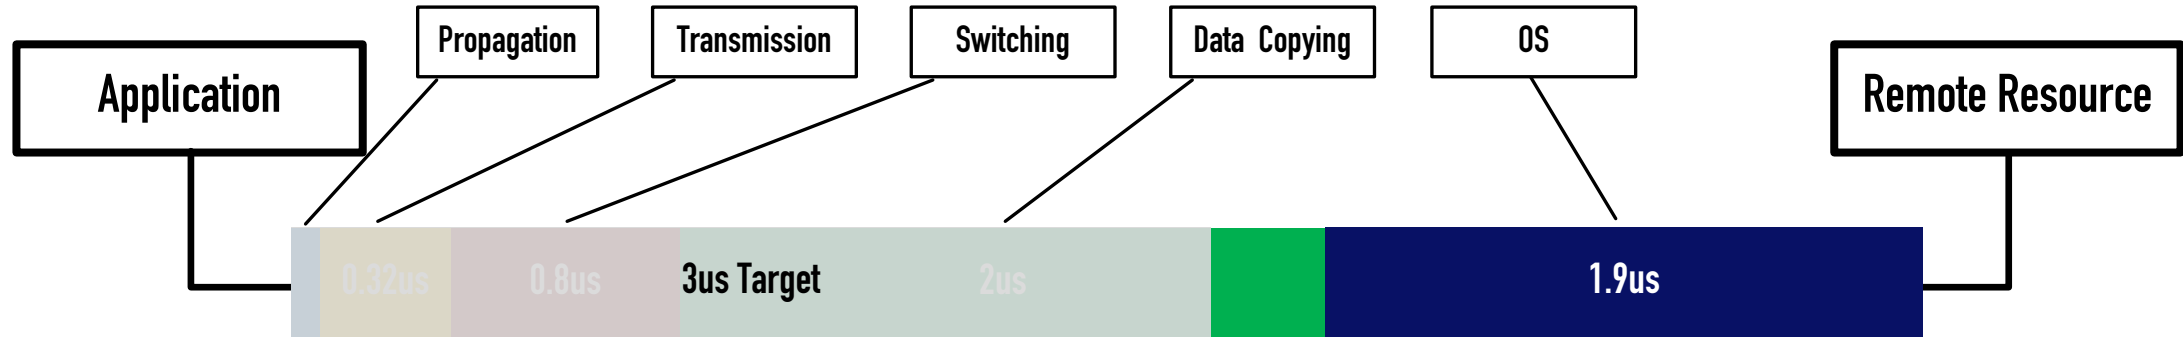 Propagation
Transmission
Switching
Data Copying
OS
Application
Remote Resource
0.32us
0.8us
3us Target
2us
1.9us